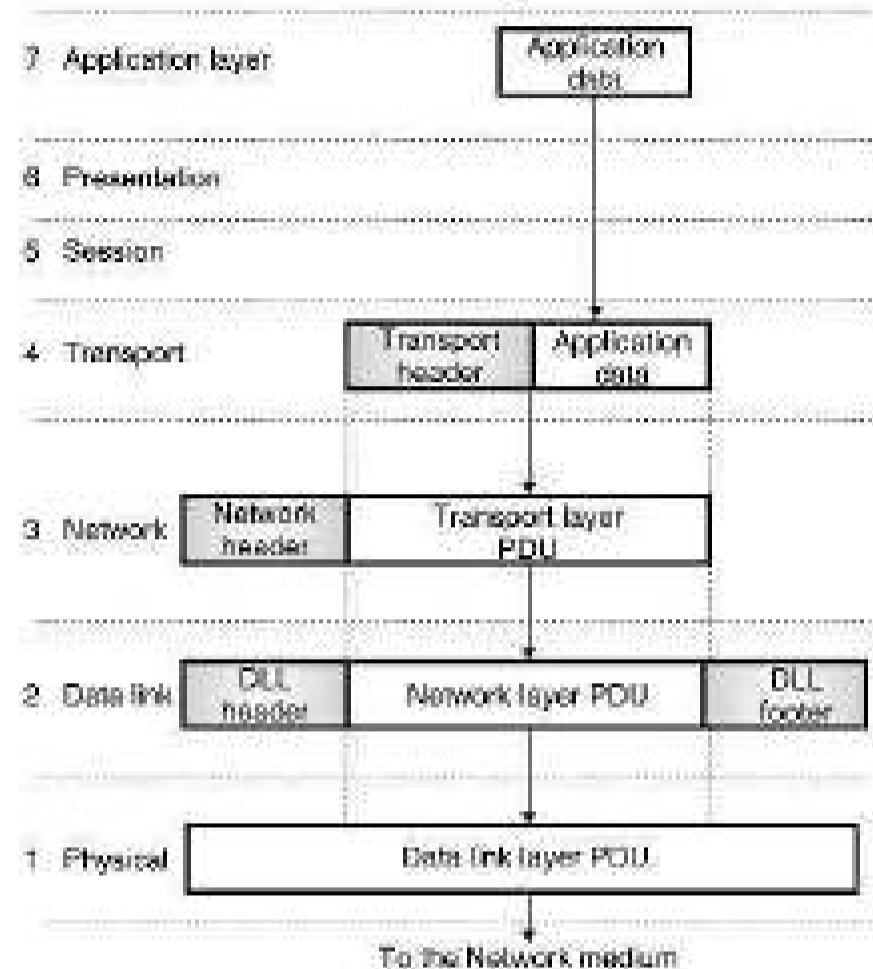 7 Application layer
Application
data
6 Presentation
5 Session
4 Transport
Transport
header
Application
data
3 Network
Network
header
Transport layer
PDU
2 Data link
DLL
header
Network layer PDU
DLL
footer
1 Physical
Data link layer PDU
To the Network medium